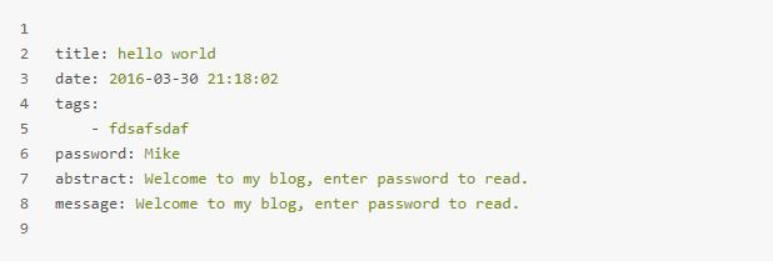 1
2 title: hello world
3 date: 2016-03-30 21:18:02
4 tags:
5     - fdsafsdaf
6 password: Mike
7 abstract: Welcome to my blog, enter password to read.
8 message: Welcome to my blog, enter password to read.
9